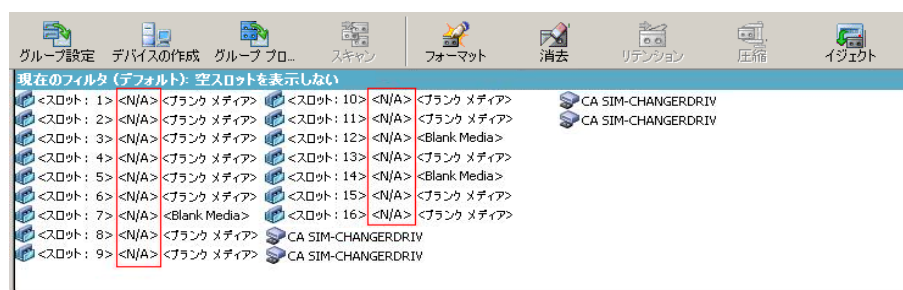 グループ設定 デバイスの作成 グループ プロ... スキャン フォーマット 消去 リテンション 圧縮 イジェクト
現在のフィルタ (デフォルト): 空スロットを表示しない
<スロット: 1> <N/A> <ブランク メディア> <スロット: 10> <N/A> <ブランク メディア> CA SIM-CHANGERDRIV
<スロット: 2> <N/A> <ブランク メディア> <スロット: 11> <N/A> <ブランク メディア> CA SIM-CHANGERDRIV
<スロット: 3> <N/A> <ブランク メディア> <スロット: 12> <N/A> <Blank Media>
<スロット: 4> <N/A> <ブランク メディア> <スロット: 13> <N/A> <ブランク メディア>
<スロット: 5> <N/A> <ブランク メディア> <スロット: 14> <N/A> <Blank Media>
<スロット: 6> <N/A> <ブランク メディア> <スロット: 15> <N/A> <ブランク メディア>
<スロット: 7> <N/A> <Blank Media> <スロット: 16> <N/A> <ブランク メディア>
<スロット: 8> <N/A> <ブランク メディア> CA SIM-CHANGERDRIV
<スロット: 9> <N/A> <ブランク メディア> CA SIM-CHANGERDRIV